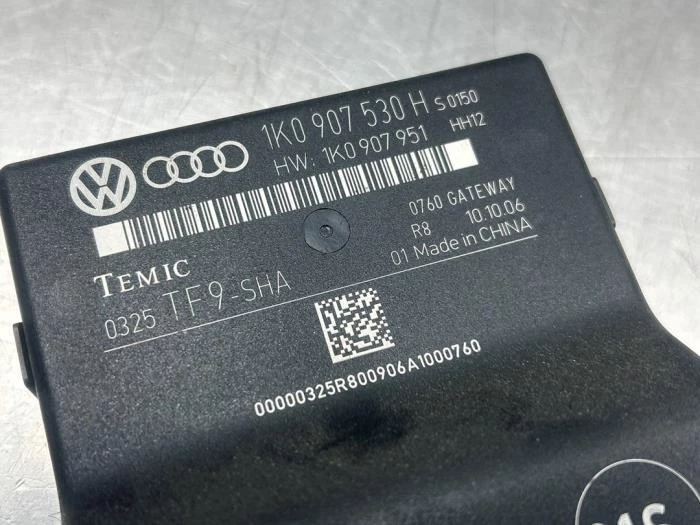 1K0 907 530 H S0150
HW: 1K0 907 951 HH12
0760 GATEWAY
R8 10.10.06
01 Made in CHINA
TEMIC
0325 TF9-SHA
00000325R800906A1000760